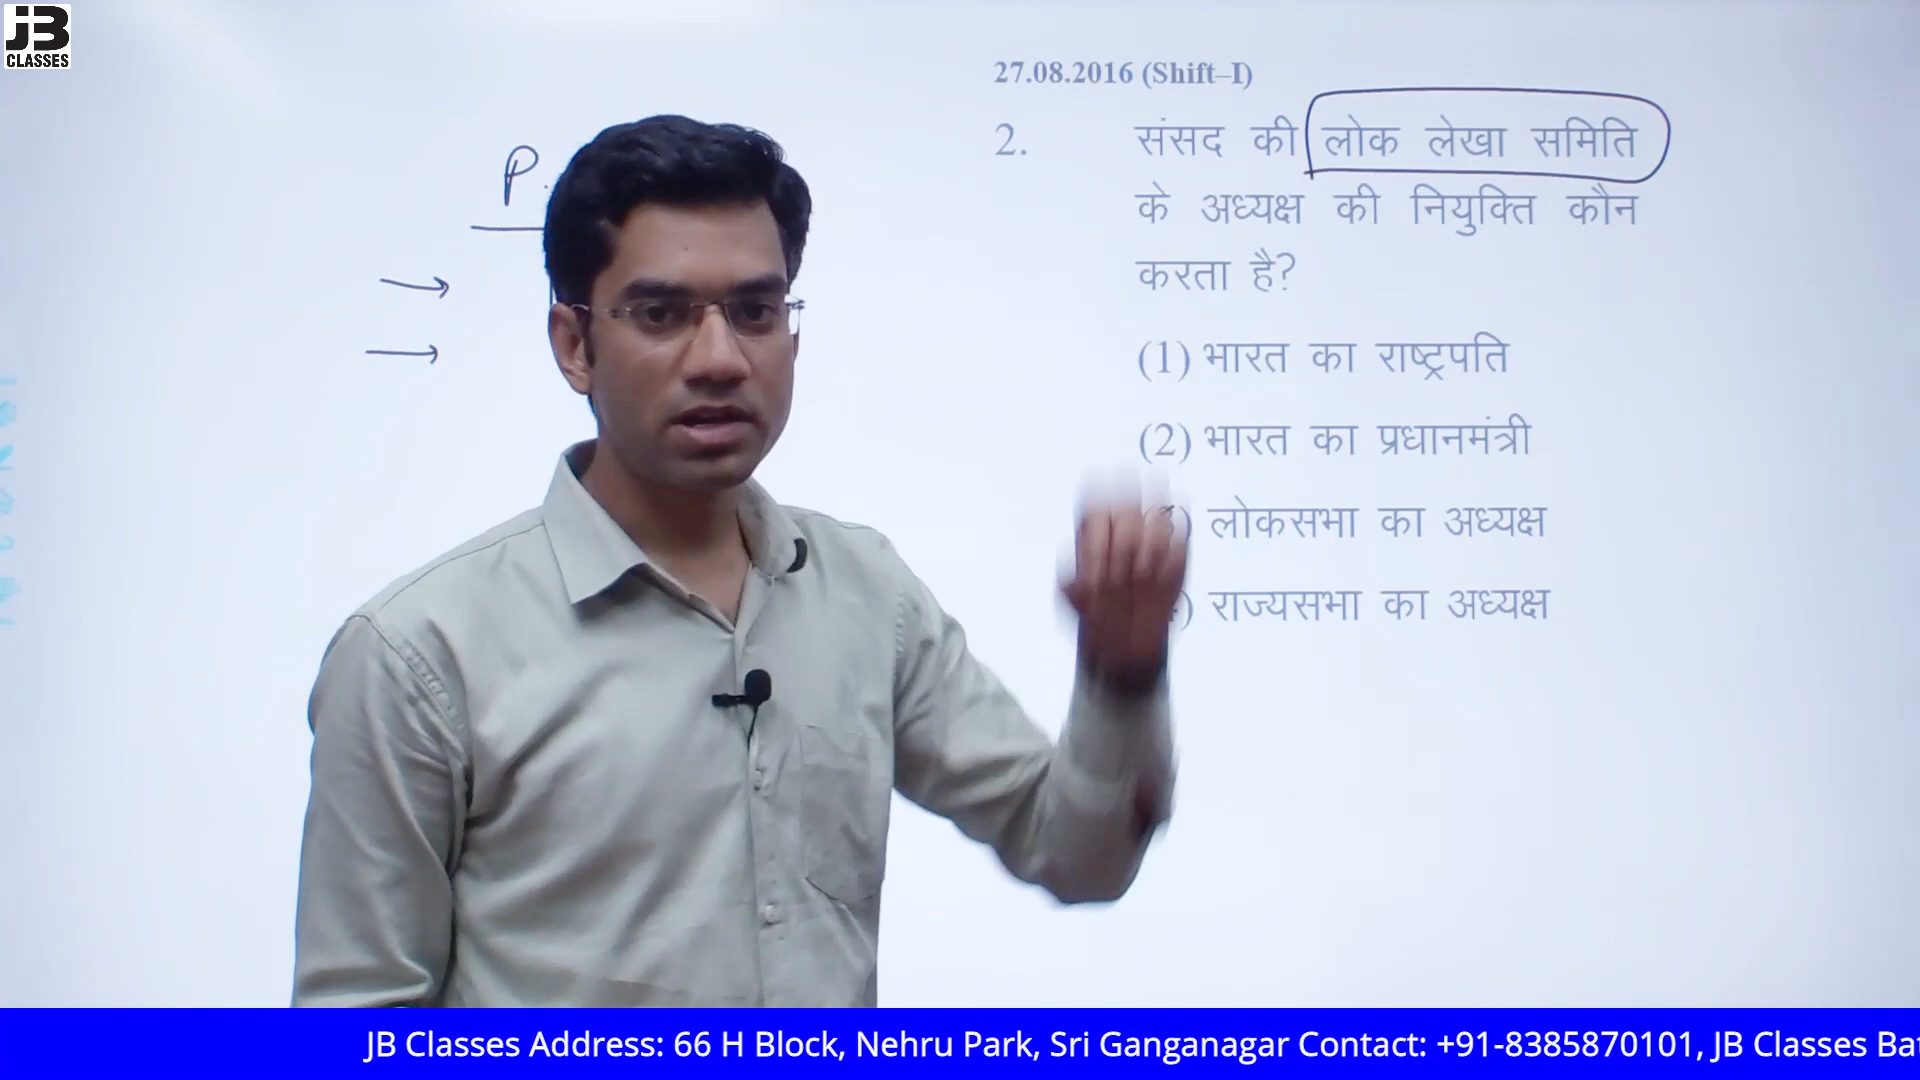 JB
CLASSES
27.08.2016 (Shift–I)
P.
2. संसद की लोक लेखा समिति
के अध्यक्ष की नियुक्ति कौन
करता है?
(1) भारत का राष्ट्रपति
(2) भारत का प्रधानमंत्री
लोकसभा का अध्यक्ष
राज्यसभा का अध्यक्ष
JB Classes Address: 66 H Block, Nehru Park, Sri Ganganagar Contact: +91-8385870101, JB Classes